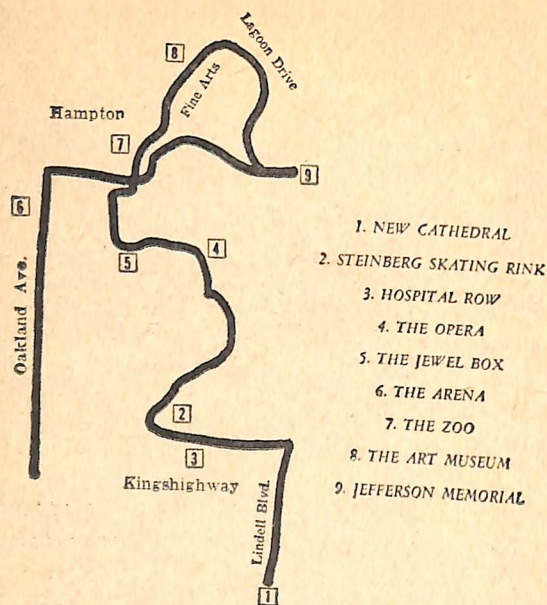 Lagoon Drive
8
Fine Arts
Hampton
7
9
6
5
4
Oakland Ave.
2
3
Kingshighway
Lindell Blvd.
1
1. NEW CATHEDRAL
2. STEINBERG SKATING RINK
3. HOSPITAL ROW
4. THE OPERA
5. THE JEWEL BOX
6. THE ARENA
7. THE ZOO
8. THE ART MUSEUM
9. JEFFERSON MEMORIAL